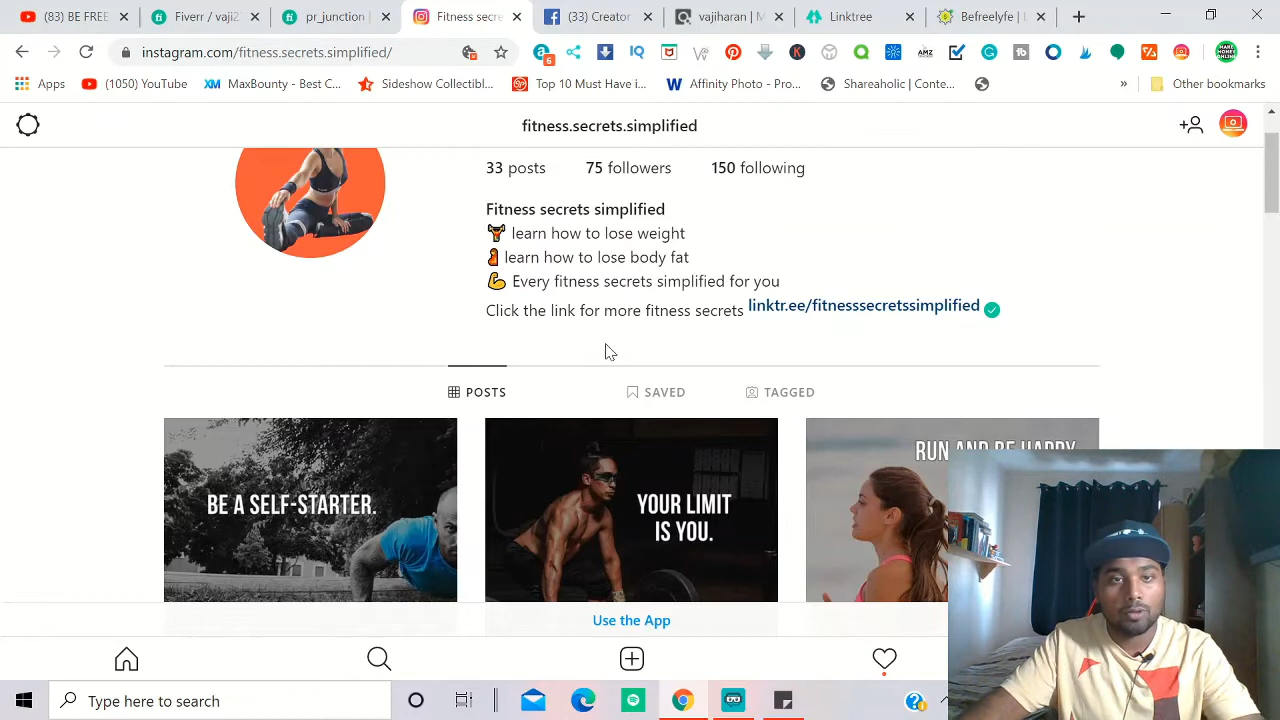 (83) BE FREE
Fiverr / vaji2
pr_junction
Fitness secre
(33) Create
vajiharan | M
Linktree
Befreelyfe | L
instagram.com/fitness.secrets.simplified/
6
Apps
(1050) YouTube
MaxBounty - Best C...
Sideshow Collectibl...
Top 10 Must Have i...
Affinity Photo - Pro...
Shareaholic | Conte...
»
Other bookmarks
fitness.secrets.simplified
33 posts
75 followers
150 following
Fitness secrets simplified
learn how to lose weight
learn how to lose body fat
Every fitness secrets simplified for you
Click the link for more fitness secrets linktr.ee/fitnesssecretssimplified
POSTS
SAVED
TAGGED
BE A SELF-STARTER.
YOUR LIMIT
IS YOU.
RUN AND BE HAPPY
Use the App
Type here to search